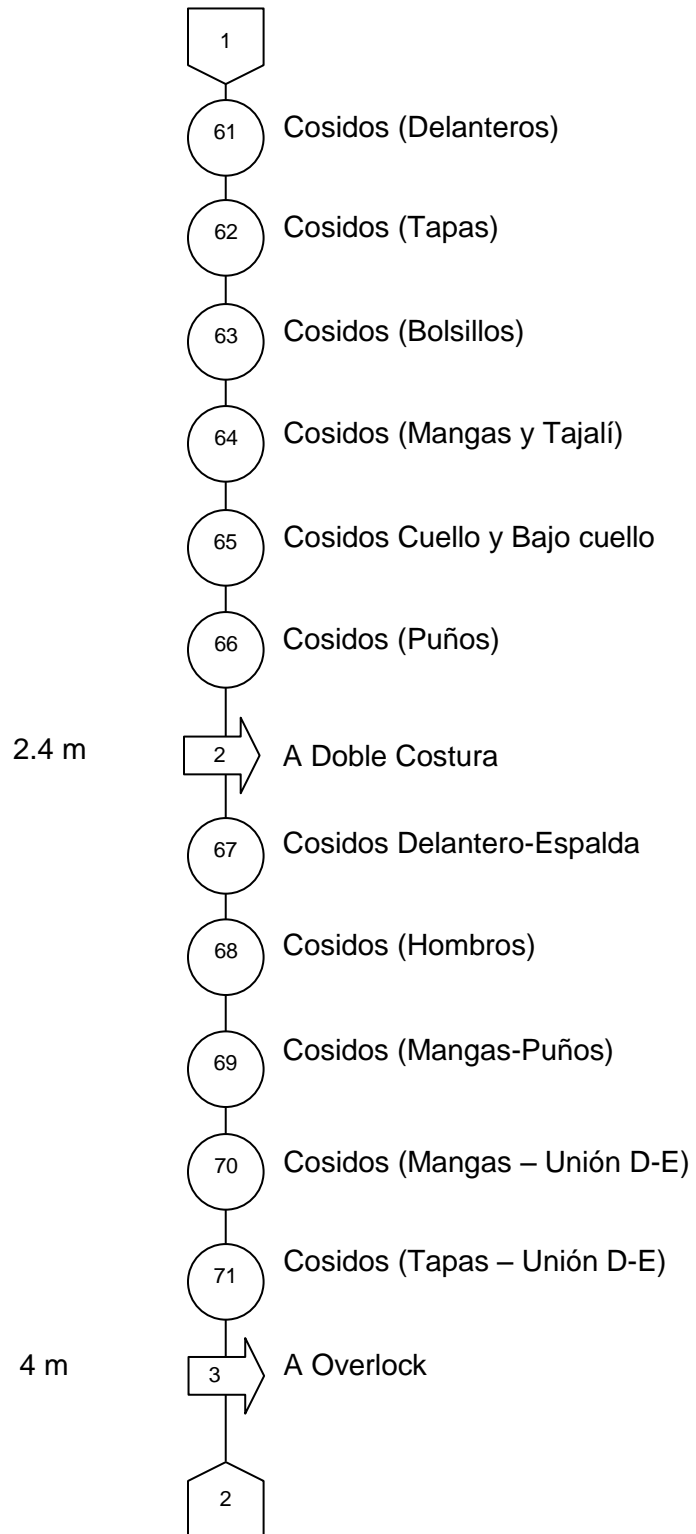 1
61 Cosidos (Delanteros)
62 Cosidos (Tapas)
63 Cosidos (Bolsillos)
64 Cosidos (Mangas y Tajalí)
65 Cosidos Cuello y Bajo cuello
66 Cosidos (Puños)
2.4 m 2 A Doble Costura
67 Cosidos Delantero-Espalda
68 Cosidos (Hombros)
69 Cosidos (Mangas-Puños)
70 Cosidos (Mangas – Unión D-E)
71 Cosidos (Tapas – Unión D-E)
4 m 3 A Overlock
2